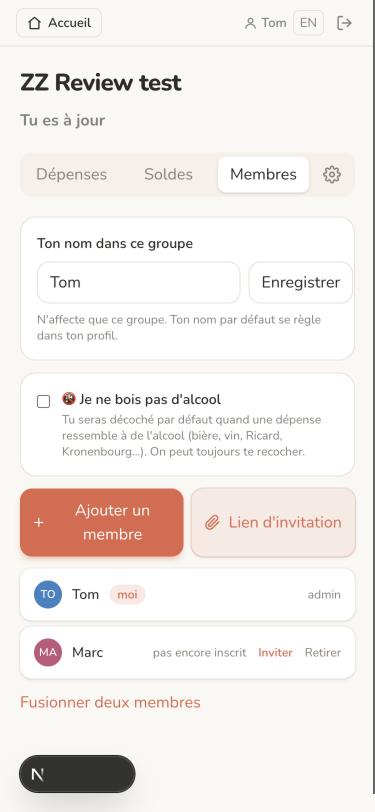 Accueil
Tom EN
ZZ Review test
Tu es à jour
Dépenses Soldes Membres
Ton nom dans ce groupe
Tom Enregistrer
N'affecte que ce groupe. Ton nom par défaut se règle
dans ton profil.
Je ne bois pas d'alcool
Tu seras décoché par défaut quand une dépense
ressemble à de l'alcool (bière, vin, Ricard,
Kronenbourg…). On peut toujours te recocher.
+ Ajouter un
membre
Lien d'invitation
TO Tom moi admin
MA Marc pas encore inscrit Inviter Retirer
Fusionner deux membres
N